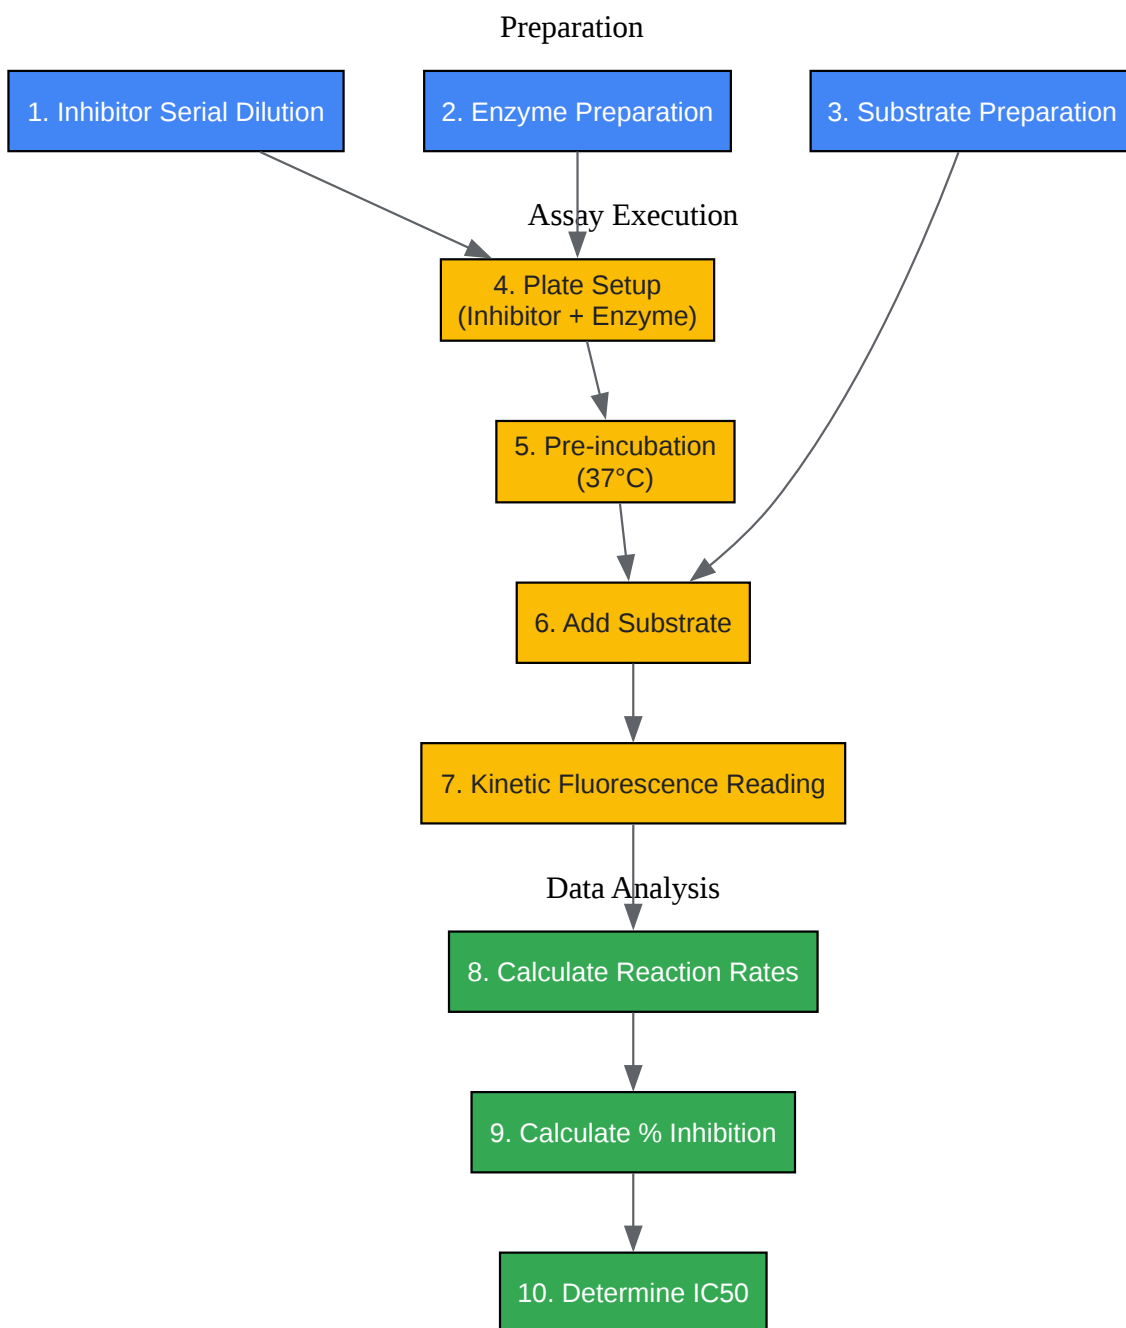 Preparation
1. Inhibitor Serial Dilution
2. Enzyme Preparation
3. Substrate Preparation
Assay Execution
4. Plate Setup
(Inhibitor + Enzyme)
5. Pre-incubation
(37°C)
6. Add Substrate
7. Kinetic Fluorescence Reading
Data Analysis
8. Calculate Reaction Rates
9. Calculate % Inhibition
10. Determine IC50